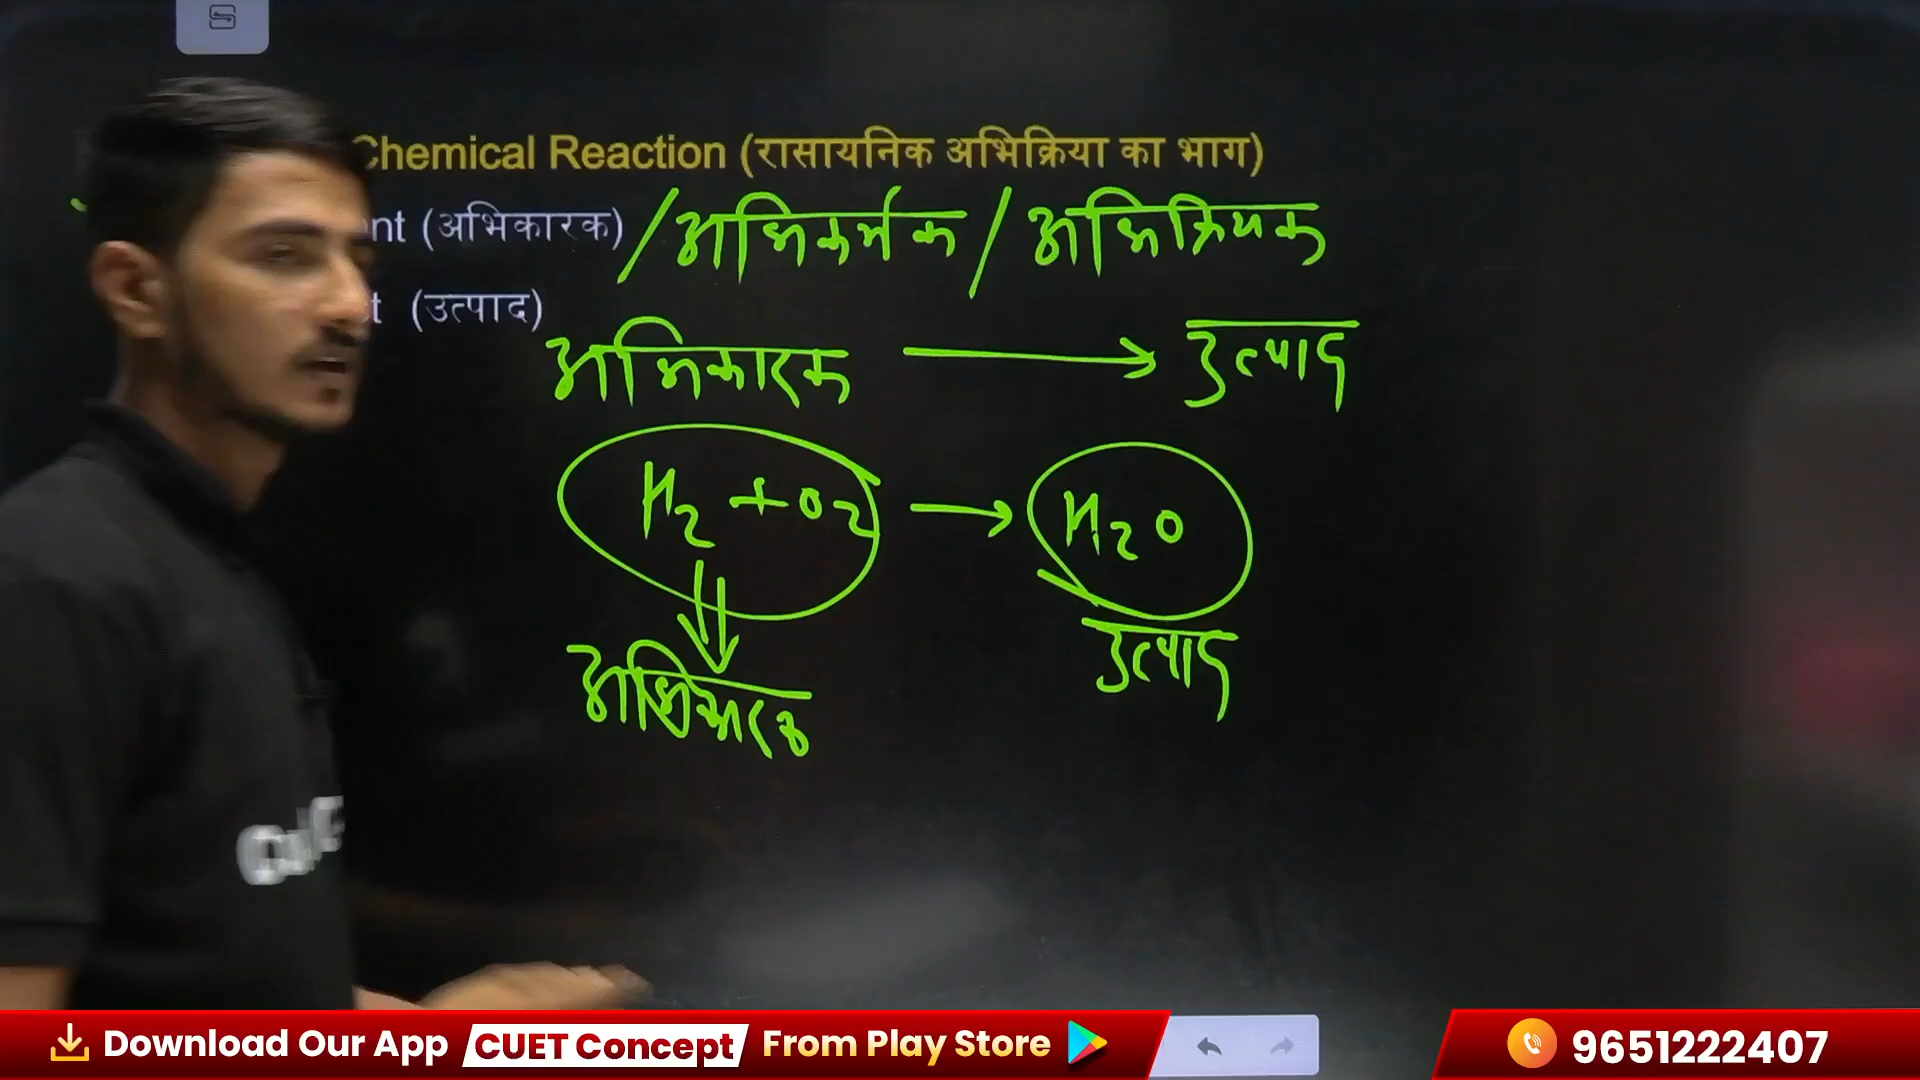 Chemical Reaction (रासायनिक अभिक्रिया का भाग)
(अभिकारक) / अभिकर्मक / अभिक्रियक
(उत्पाद)
अभिकारक → उत्पाद
H₂ + O₂ → H₂O
अभिकारक
उत्पाद
Download Our App CUET Concept From Play Store
9651222407